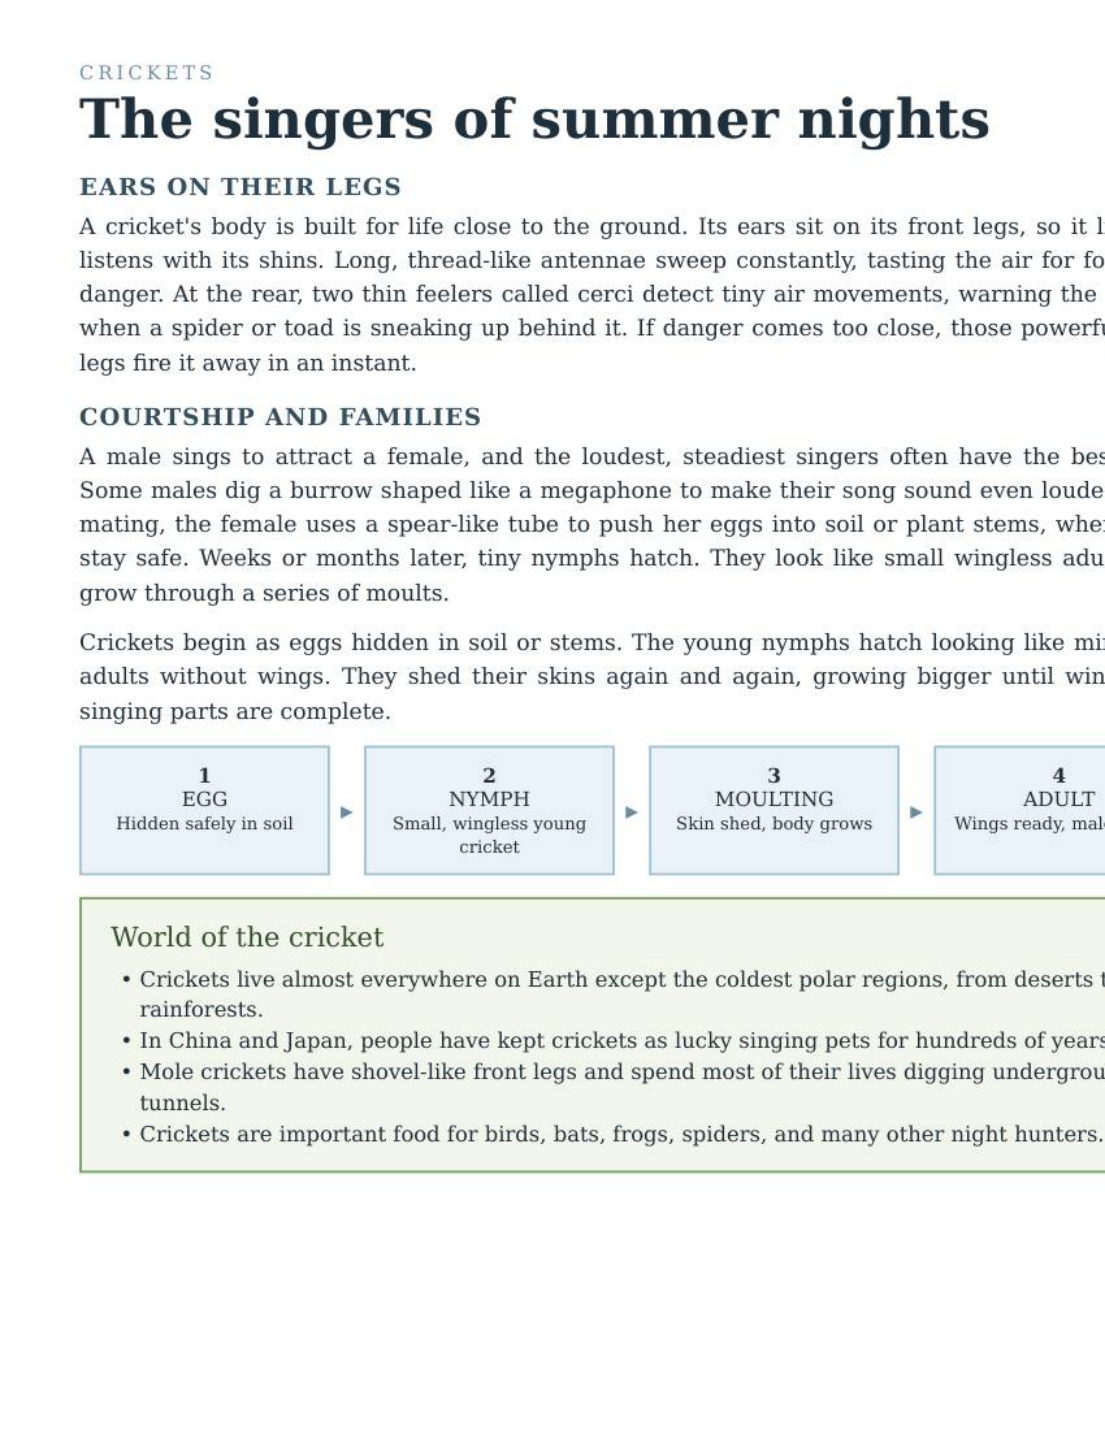 CRICKETS
The singers of summer nights
EARS ON THEIR LEGS
A cricket's body is built for life close to the ground. Its ears sit on its front legs, so it
listens with its shins. Long, thread-like antennae sweep constantly, tasting the air for
danger. At the rear, two thin feelers called cerci detect tiny air movements, warning the
when a spider or toad is sneaking up behind it. If danger comes too close, those
legs fire it away in an instant.
COURTSHIP AND FAMILIES
A male sings to attract a female, and the loudest, steadiest singers often have the
Some males dig a burrow shaped like a megaphone to make their song sound even
mating, the female uses a spear-like tube to push her eggs into soil or plant stems,
stay safe. Weeks or months later, tiny nymphs hatch. They look like small wingless
grow through a series of moults.
Crickets begin as eggs hidden in soil or stems. The young nymphs hatch looking like
adults without wings. They shed their skins again and again, growing bigger until
singing parts are complete.
1
EGG
Hidden safely in soil
▶
2
NYMPH
Small, wingless young
cricket
▶
3
MOULTING
Skin shed, body grows
▶
4
ADULT
Wings ready,
World of the cricket
• Crickets live almost everywhere on Earth except the coldest polar regions, from deserts
rainforests.
• In China and Japan, people have kept crickets as lucky singing pets for hundreds of years
• Mole crickets have shovel-like front legs and spend most of their lives digging
tunnels.
• Crickets are important food for birds, bats, frogs, spiders, and many other night hunters.